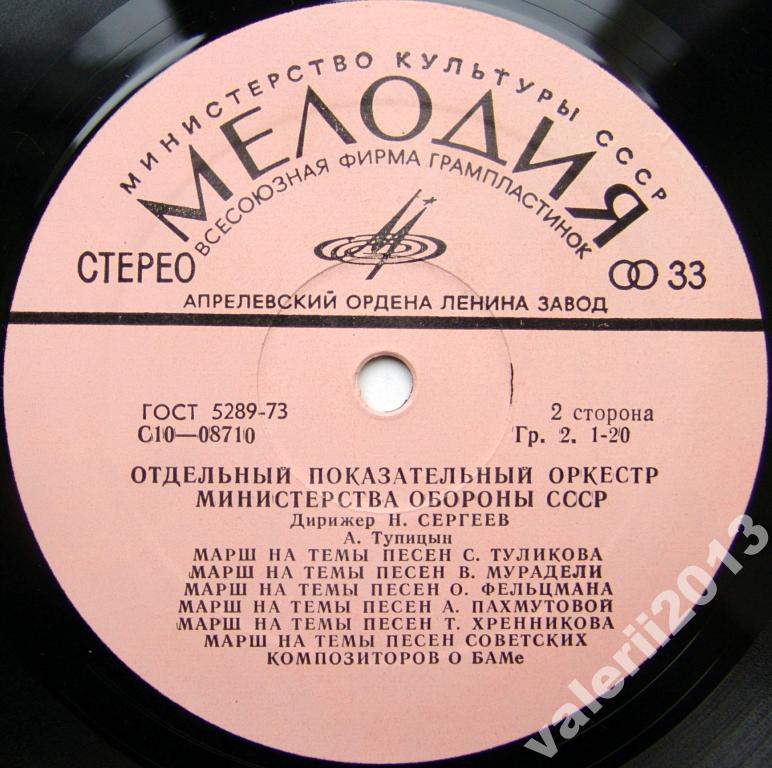 МИНИСТЕРСТВО КУЛЬТУРЫ СССР
МЕЛОДИЯ
ВСЕСОЮЗНАЯ ФИРМА ГРАМПЛАСТИНОК
СТЕРЕО
33
АПРЕЛЕВСКИЙ ОРДЕНА ЛЕНИНА ЗАВОД
ГОСТ 5289-73
2 сторона
С10—08710
Гр. 2. 1-20
ОТДЕЛЬНЫЙ ПОКАЗАТЕЛЬНЫЙ ОРКЕСТР
МИНИСТЕРСТВА ОБОРОНЫ СССР
Дирижер Н. СЕРГЕЕВ
А. Тупицын
МАРШ НА ТЕМЫ ПЕСЕН С. ТУЛИКОВА
МАРШ НА ТЕМЫ ПЕСЕН В. МУРАДЕЛИ
МАРШ НА ТЕМЫ ПЕСЕН О. ФЕЛЬЦМАНА
МАРШ НА ТЕМЫ ПЕСЕН А. ПАХМУТОВОЙ
МАРШ НА ТЕМЫ ПЕСЕН Т. ХРЕННИКОВА
МАРШ НА ТЕМЫ ПЕСЕН СОВЕТСКИХ
КОМПОЗИТОРОВ О БАМе
valerii2013